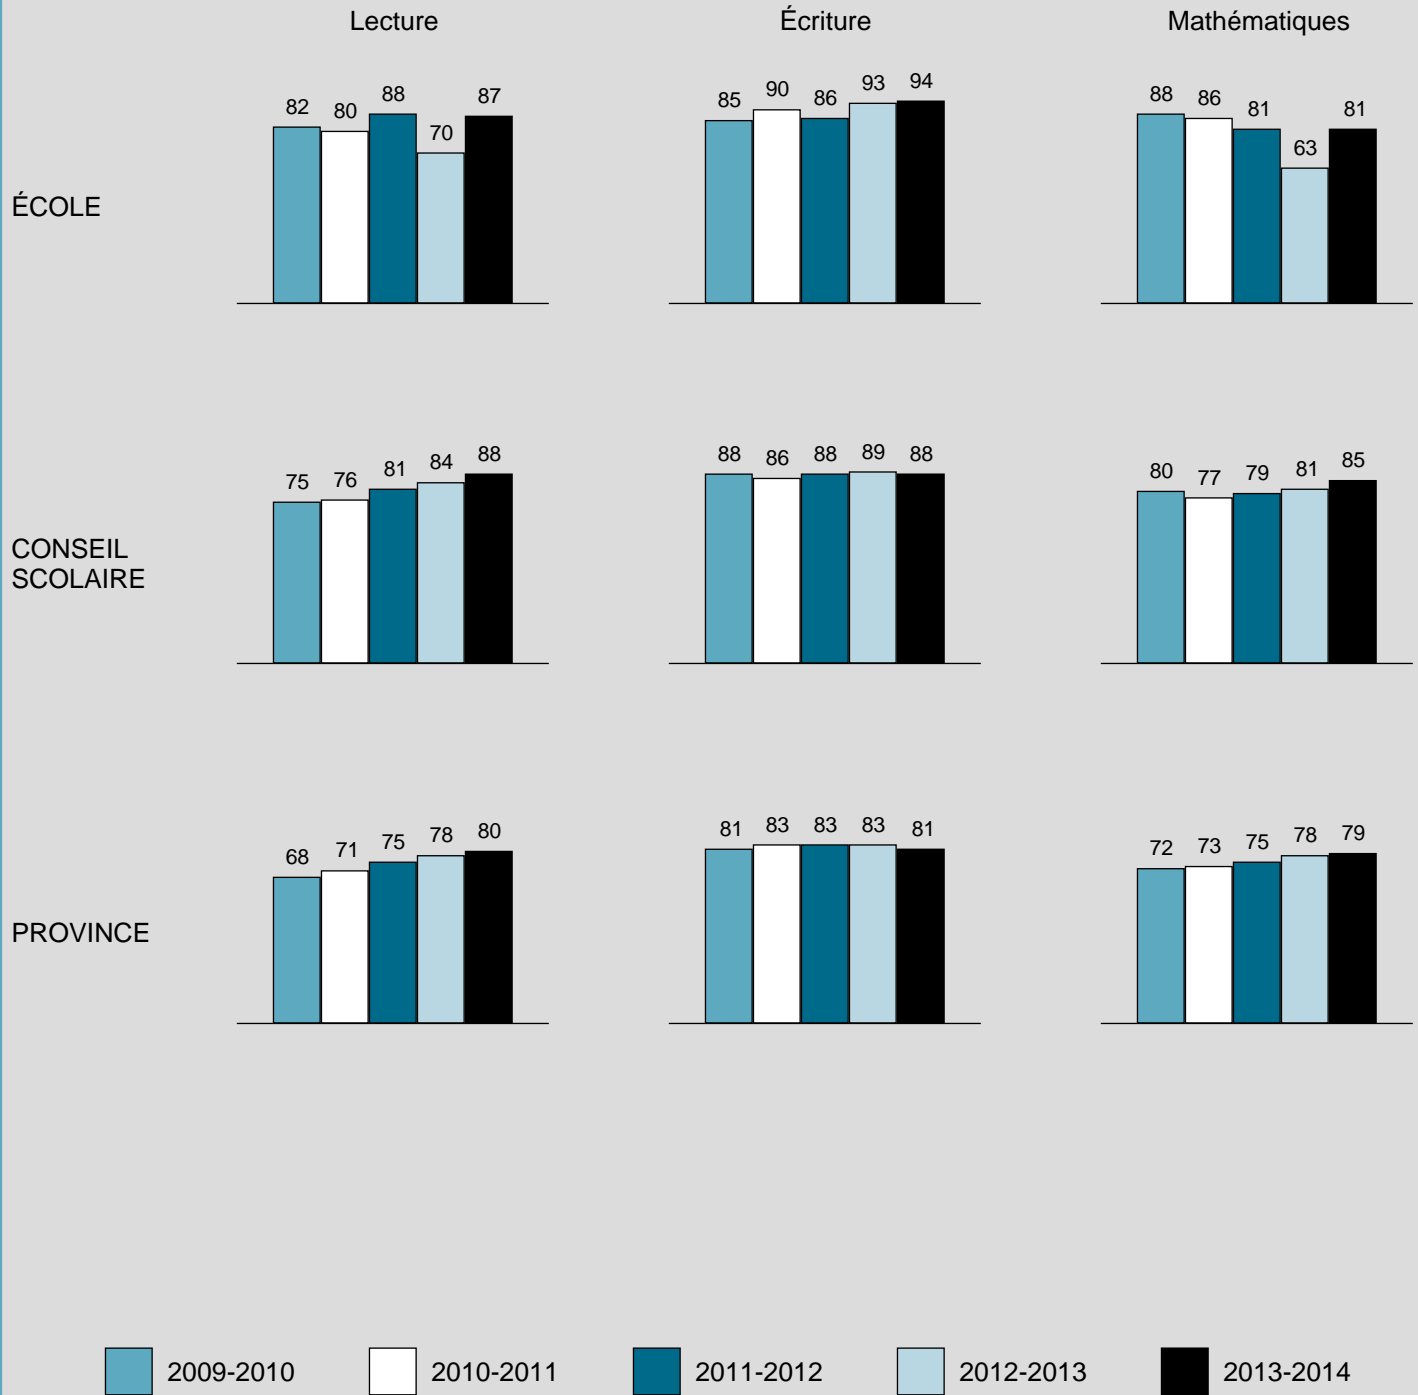 Lecture Écriture Mathématiques
82 80 88 70 87
85 90 86 93 94
88 86 81 63 81
ÉCOLE
75 76 81 84 88
88 86 88 89 88
80 77 79 81 85
CONSEIL
SCOLAIRE
68 71 75 78 80
81 83 83 83 81
72 73 75 78 79
PROVINCE
2009-2010 2010-2011 2011-2012 2012-2013 2013-2014